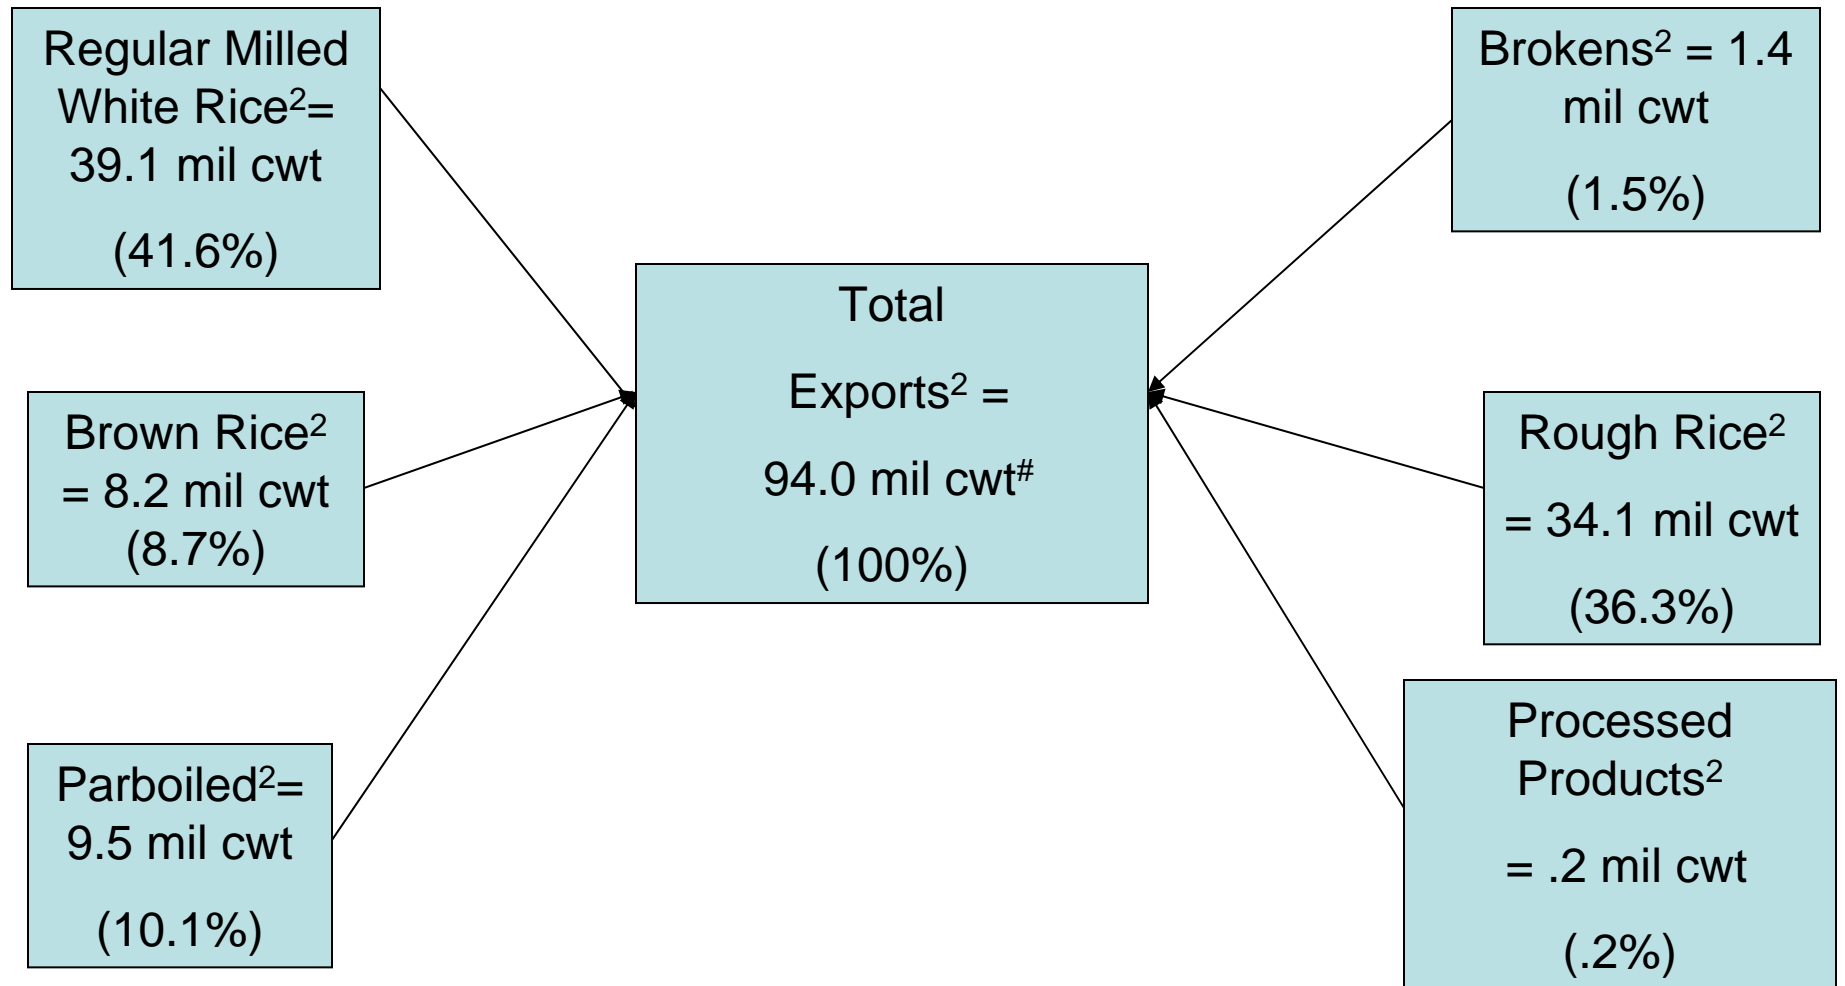 Regular Milled
White Rice²=
39.1 mil cwt
(41.6%)
Brown Rice²
= 8.2 mil cwt
(8.7%)
Parboiled²=
9.5 mil cwt
(10.1%)
Total
Exports² =
94.0 mil cwt#
(100%)
Brokens² = 1.4
mil cwt
(1.5%)
Rough Rice²
= 34.1 mil cwt
(36.3%)
Processed
Products²
= .2 mil cwt
(.2%)